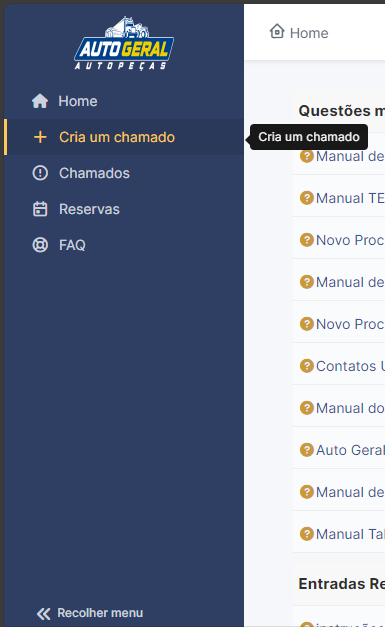 AUTO GERAL
AUTOPEÇAS
Home
Cria um chamado
Chamados
Reservas
FAQ
Recolher menu
Home
Cria um chamado
Questões m
Manual de
Manual TE
Novo Proc
Manual de
Novo Proc
Contatos U
Manual do
Auto Geral
Manual de
Manual Tal
Entradas Re